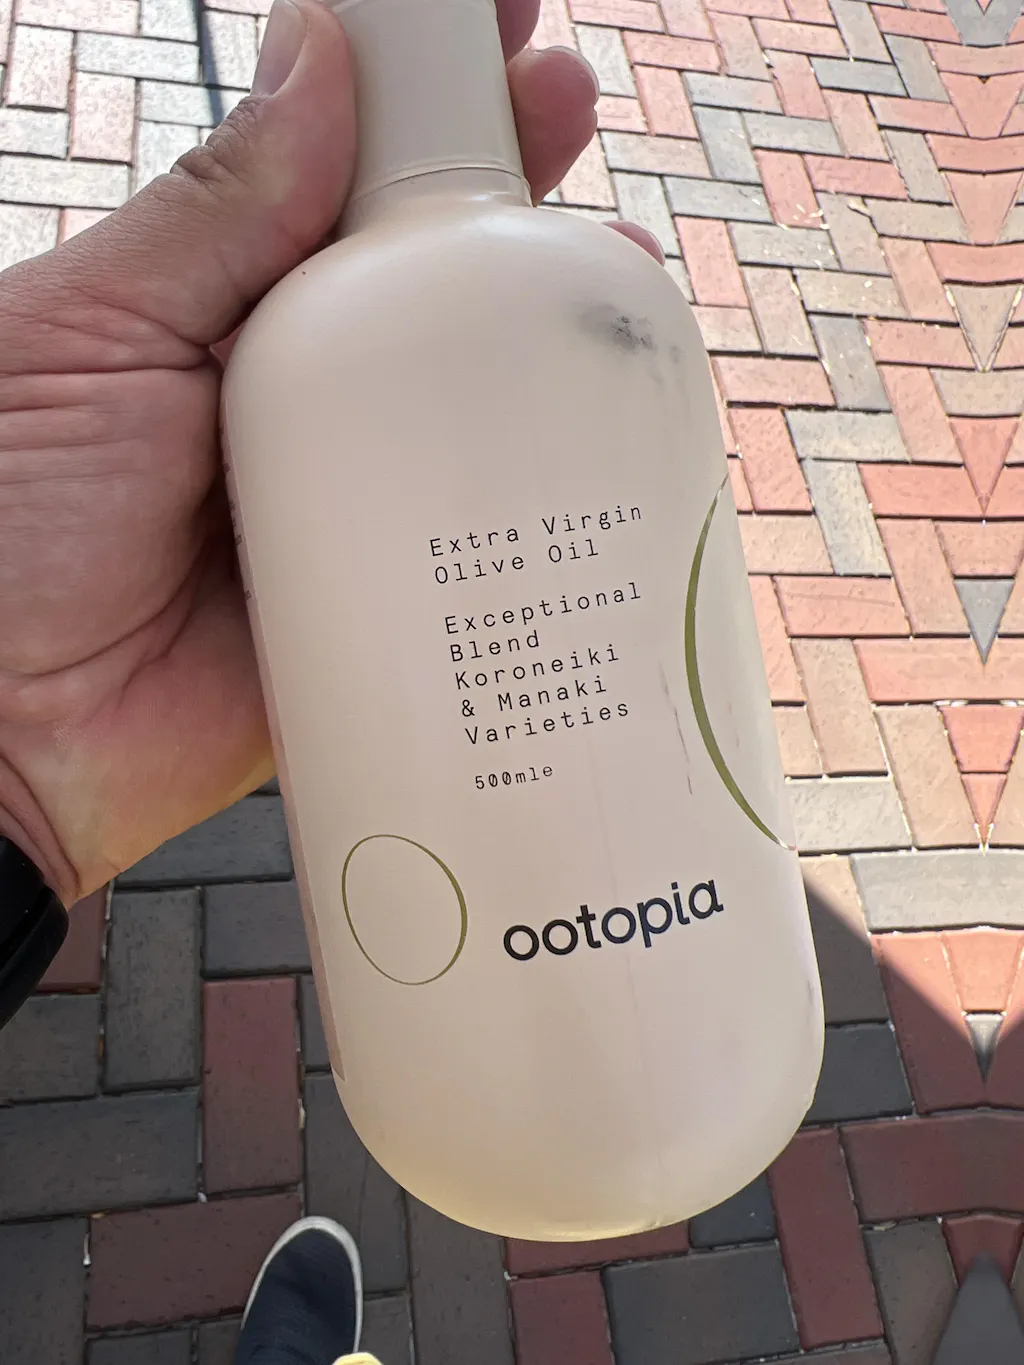 Extra Virgin
Olive Oil
Exceptional
Blend
Koroneiki
& Manaki
Varieties
500mle
ootopia